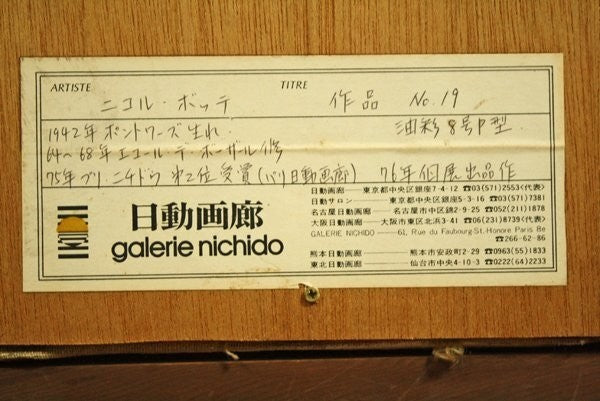 ARTISTE TITRE
ニコル・ボッテ 作品 No.19
1942年ポントワーズ生れ. 油彩8号P型
64〜68年エコール・デ・ボザール修
75年プリ・ニチドウ 第2位受賞(パリ日動画廊) 76年個展出品作
日動画廊
galerie nichido
日動画廊 東京都中央区銀座7-4-12 ☎03(571)2553<代表>
日動サロン 東京都中央区銀座5-3-16 ☎03(571)7381
名古屋日動画廊 名古屋市中区錦2-9-25 ☎052(211)1878
大阪日動画廊 大阪市東区北浜3-41 ☎06(231)8739<代表>
GALERIE NICHIDO 61, Rue du Faubourg-St. Honore Paris 8e
☎266-62-86
熊本日動画廊 熊本市安政町2-29 ☎0963(55)1833
東北日動画廊 仙台市中央4-10-3 ☎0222(64)2233